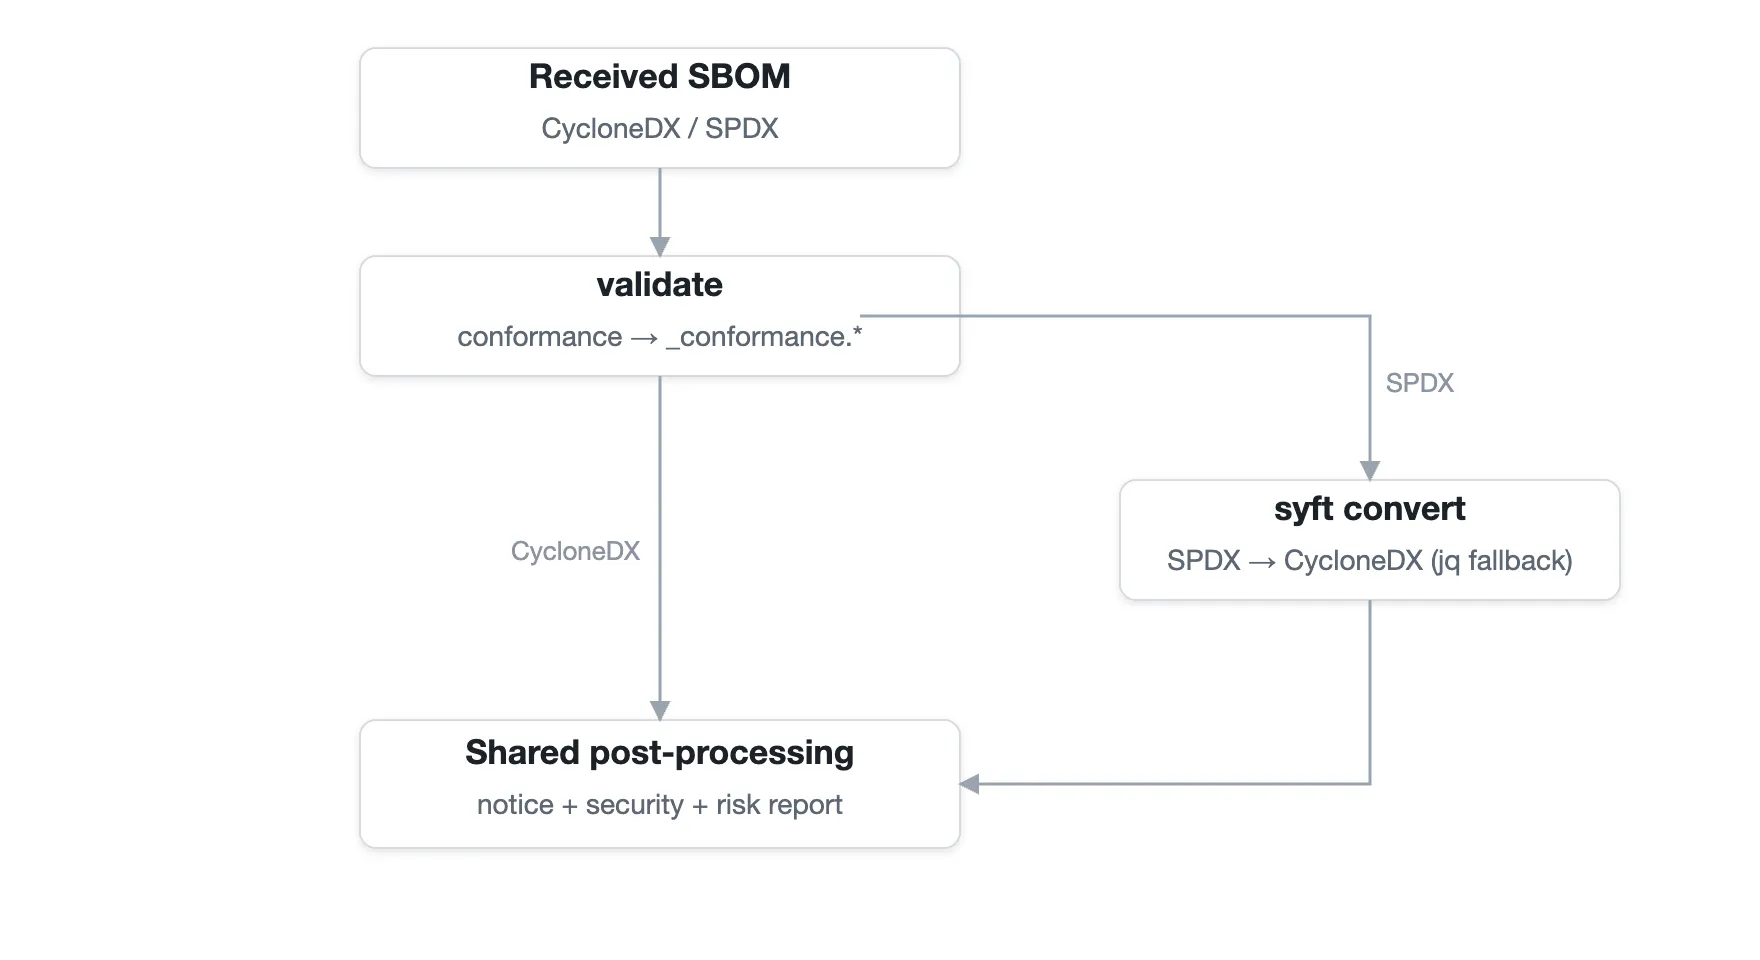 Received SBOM
CycloneDX / SPDX
validate
conformance → _conformance.*
SPDX
syft convert
SPDX → CycloneDX (jq fallback)
CycloneDX
Shared post-processing
notice + security + risk report